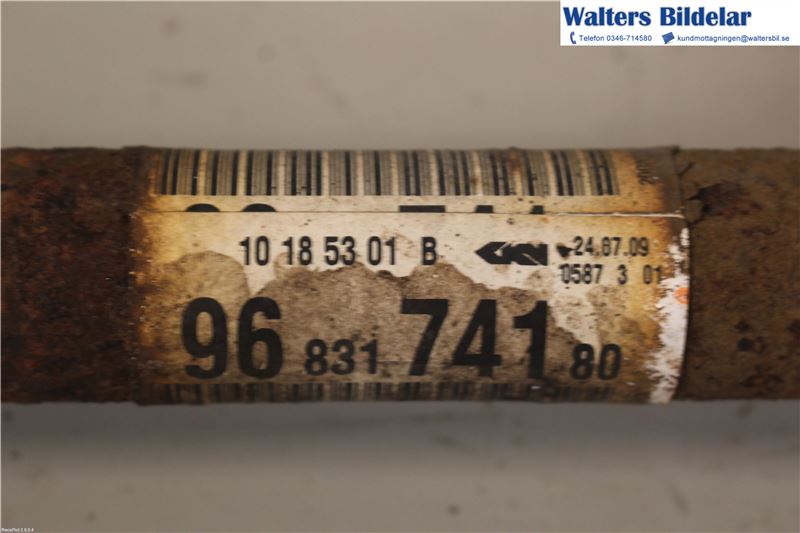 Walters Bildelar
Telefon 0346-714580 kundmottagningen@waltersbil.se
10 18 53 01 B GKN 24.07.09
0587 3 01
96 831 741 80